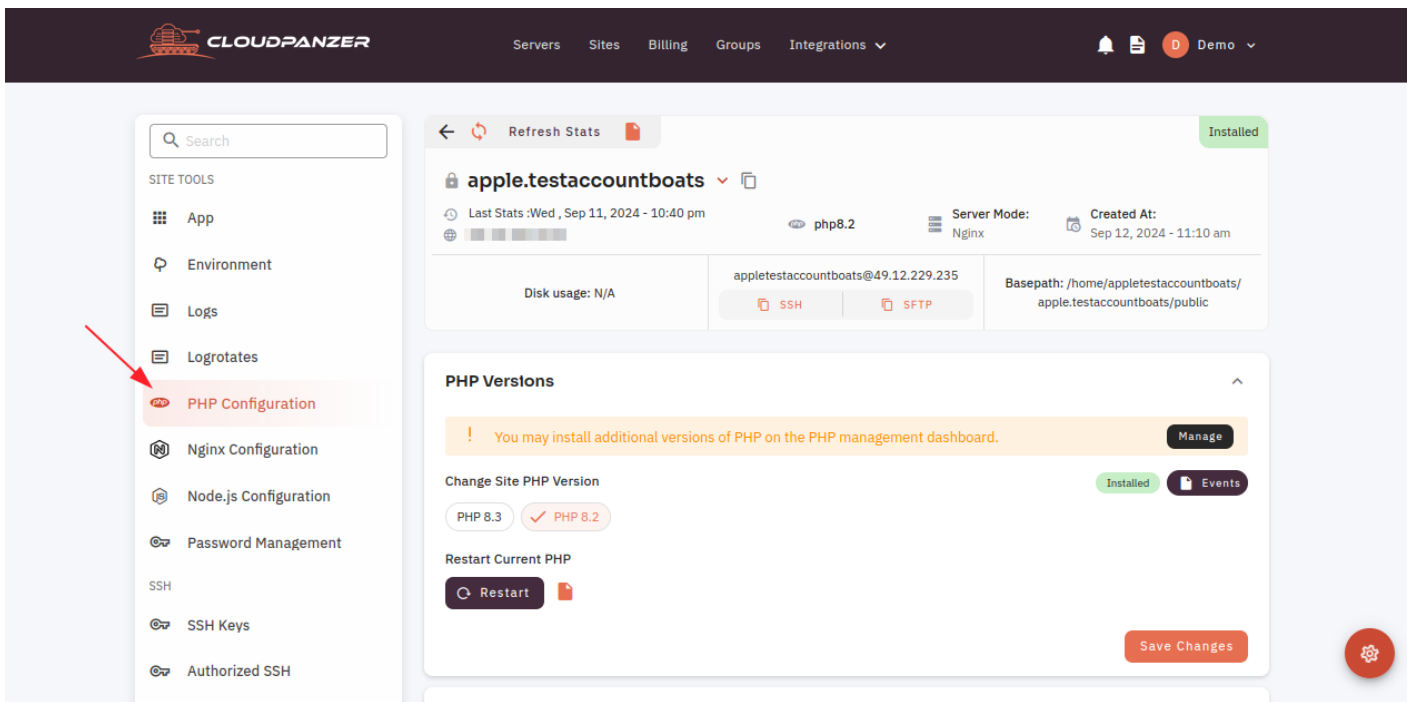 CLOUDPANZER
Servers Sites Billing Groups Integrations
D Demo
Search
SITE TOOLS
App
Environment
Logs
Logrotates
php PHP Configuration
Nginx Configuration
Node.js Configuration
Password Management
SSH
SSH Keys
Authorized SSH
Refresh Stats
Installed
apple.testaccountboats
Last Stats :Wed , Sep 11, 2024 - 10:40 pm
php php8.2
Server Mode:
Nginx
Created At:
Sep 12, 2024 - 11:10 am
Disk usage: N/A
appletestaccountboats@49.12.229.235
SSH SFTP
Basepath: /home/appletestaccountboats/
apple.testaccountboats/public
PHP Versions
! You may install additional versions of PHP on the PHP management dashboard.
Manage
Change Site PHP Version
Installed Events
PHP 8.3 PHP 8.2
Restart Current PHP
Restart
Save Changes